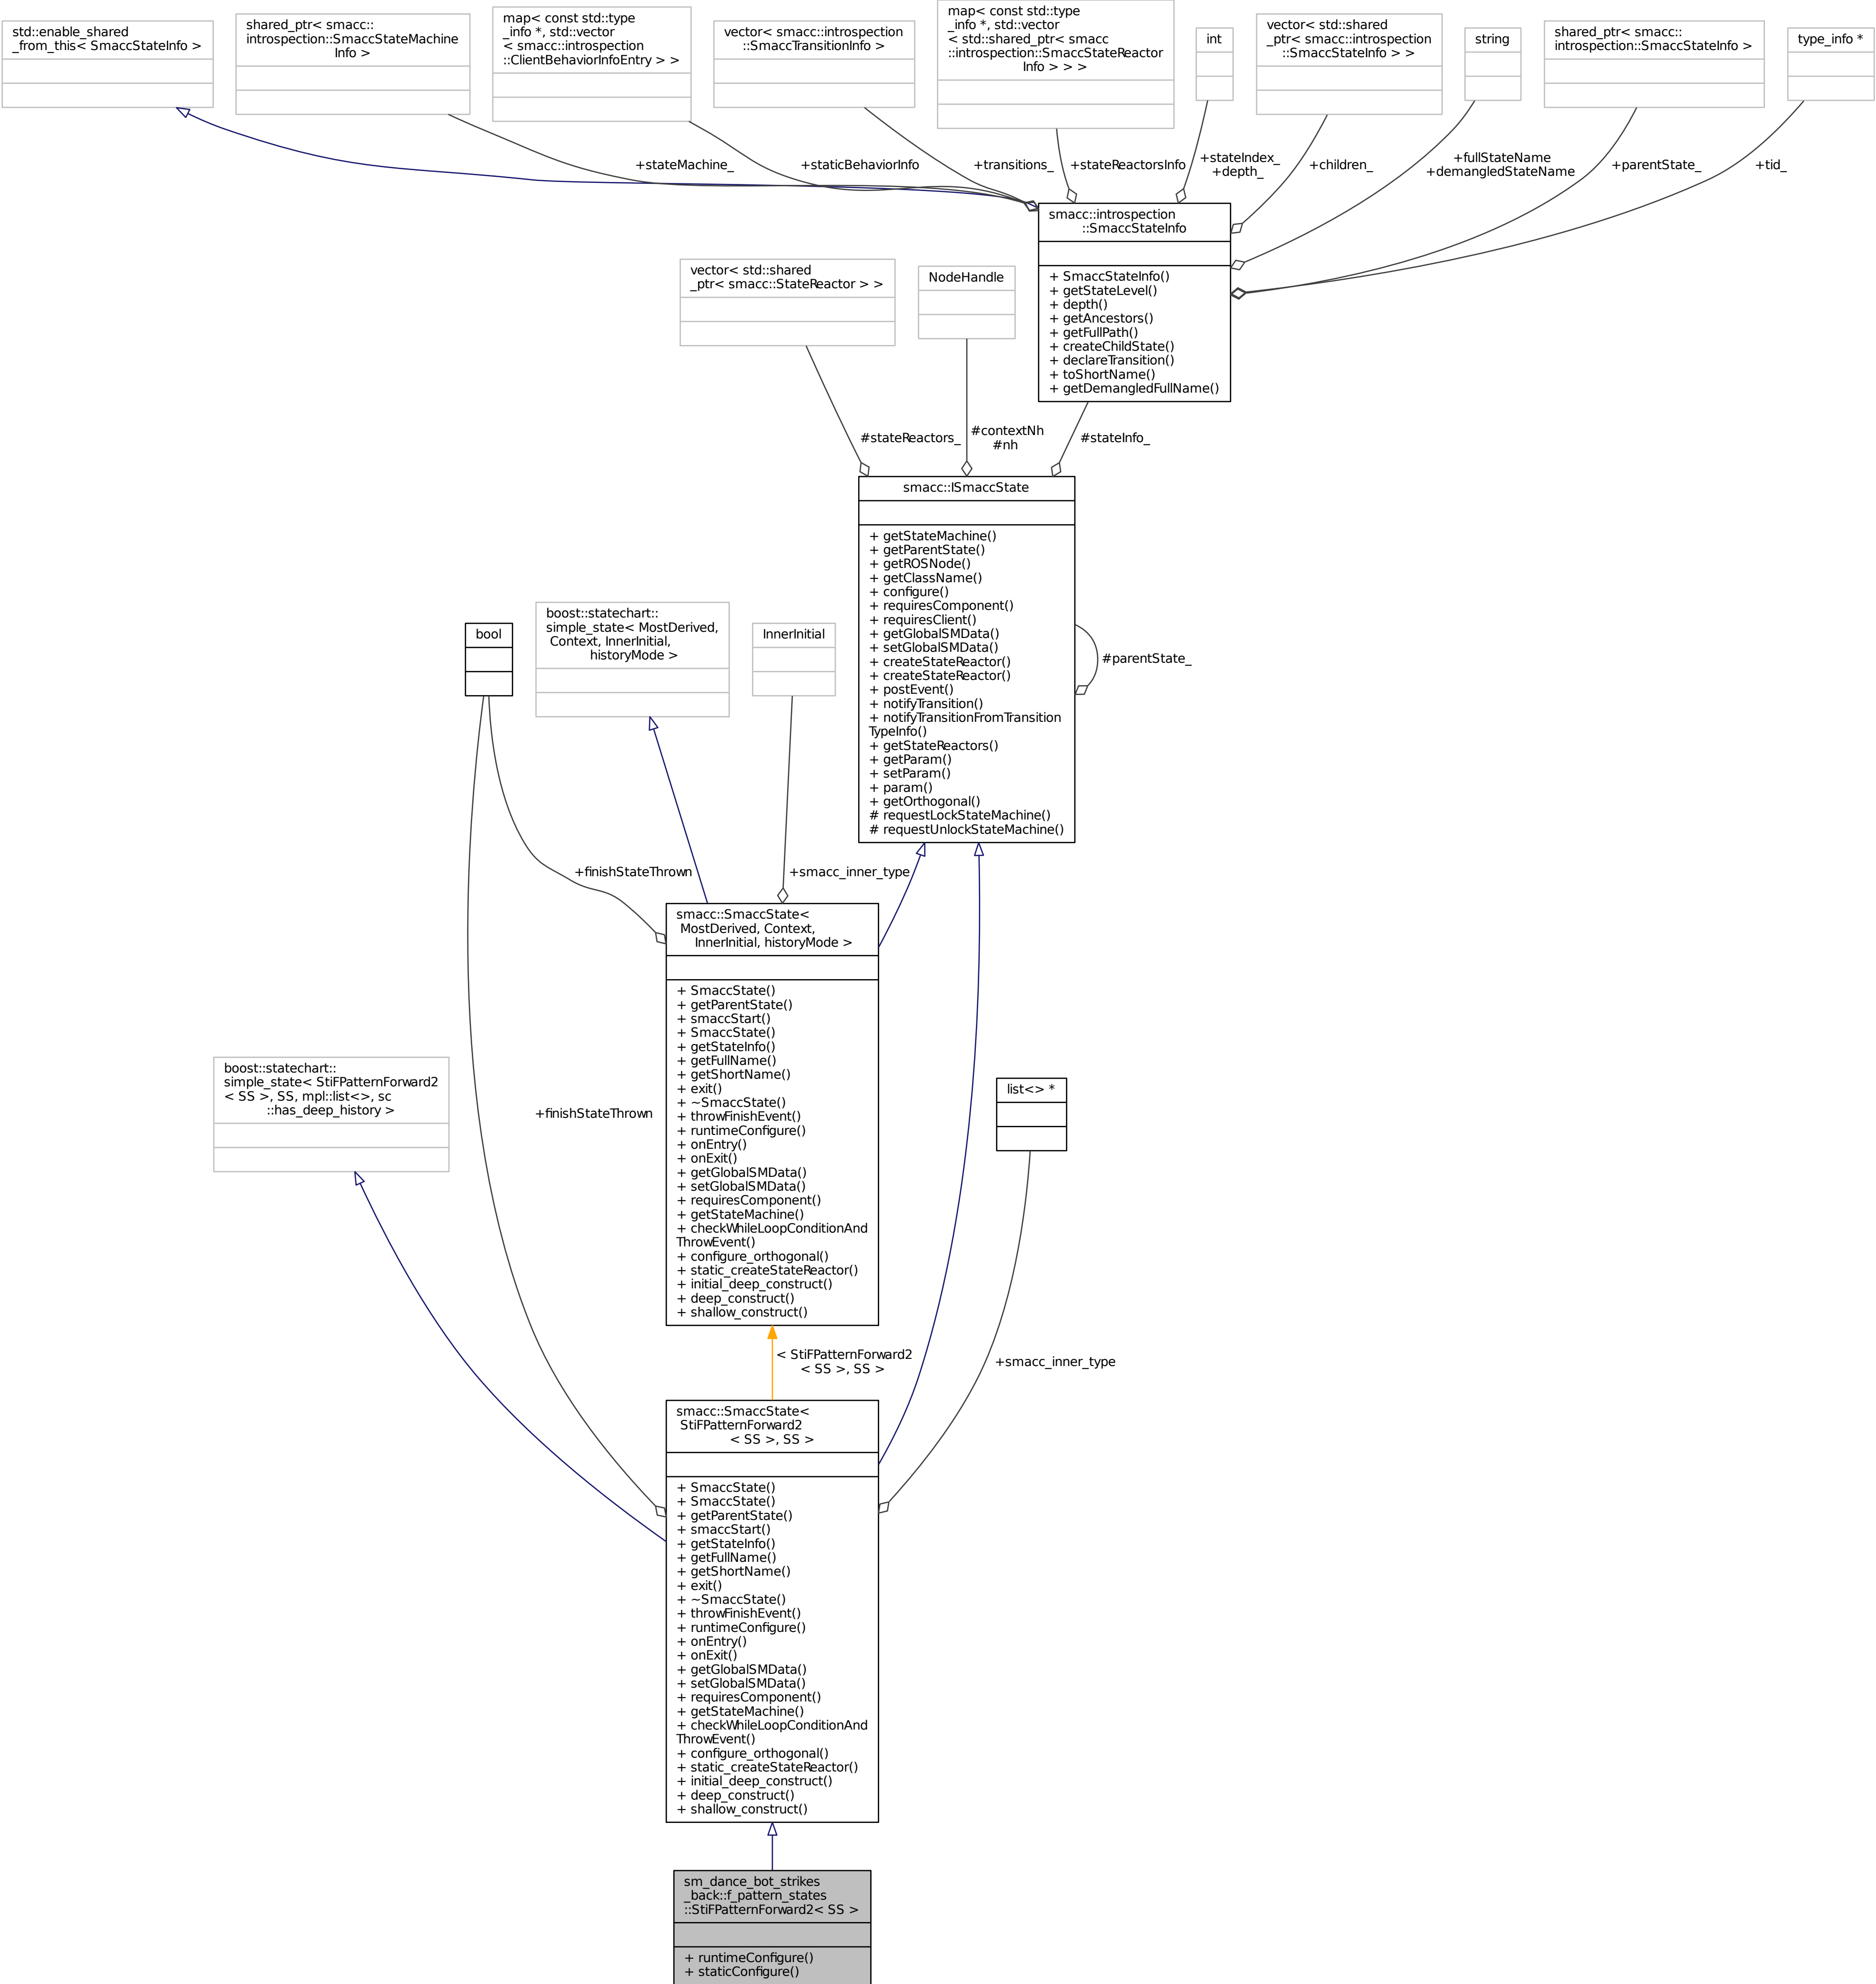 std::enable_shared
_from_this< SmaccStateInfo >
shared_ptr< smacc::
introspection::SmaccStateMachine
Info >
map< const std::type
_info *, std::vector
< smacc::introspection
::ClientBehaviorInfoEntry > >
vector< smacc::introspection
::SmaccTransitionInfo >
map< const std::type
_info *, std::vector
< std::shared_ptr< smacc
::introspection::SmaccStateReactor
Info > > >
int
vector< std::shared
_ptr< smacc::introspection
::SmaccStateInfo > >
string
shared_ptr< smacc::
introspection::SmaccStateInfo >
type_info *
+stateMachine_
+staticBehaviorInfo
+transitions_
+stateReactorsInfo
+stateIndex_
+depth_
+children_
+fullStateName
+demangledStateName
+parentState_
+tid_
smacc::introspection
::SmaccStateInfo
+ SmaccStateInfo()
+ getStateLevel()
+ depth()
+ getAncestors()
+ getFullPath()
+ createChildState()
+ declareTransition()
+ toShortName()
+ getDemangledFullName()
vector< std::shared
_ptr< smacc::StateReactor > >
NodeHandle
#stateReactors_
#contextNh
#nh
#stateInfo_
smacc::ISmaccState
+ getStateMachine()
+ getParentState()
+ getROSNode()
+ getClassName()
+ configure()
+ requiresComponent()
+ requiresClient()
+ getGlobalSMData()
+ setGlobalSMData()
+ createStateReactor()
+ createStateReactor()
+ postEvent()
+ notifyTransition()
+ notifyTransitionFromTransition
TypeInfo()
+ getStateReactors()
+ getParam()
+ setParam()
+ param()
+ getOrthogonal()
# requestLockStateMachine()
# requestUnlockStateMachine()
#parentState_
bool
boost::statechart::
simple_state< MostDerived,
Context, InnerInitial,
historyMode >
InnerInitial
+finishStateThrown
+smacc_inner_type
smacc::SmaccState<
MostDerived, Context,
InnerInitial, historyMode >
+ SmaccState()
+ getParentState()
+ smaccStart()
+ SmaccState()
+ getStateInfo()
+ getFullName()
+ getShortName()
+ exit()
+ ~SmaccState()
+ throwFinishEvent()
+ runtimeConfigure()
+ onEntry()
+ onExit()
+ getGlobalSMData()
+ setGlobalSMData()
+ requiresComponent()
+ getStateMachine()
+ checkWhileLoopConditionAnd
ThrowEvent()
+ configure_orthogonal()
+ static_createStateReactor()
+ initial_deep_construct()
+ deep_construct()
+ shallow_construct()
boost::statechart::
simple_state< StiFPatternForward2
< SS >, SS, mpl::list<>, sc
::has_deep_history >
+finishStateThrown
list<> *
< StiFPatternForward2
< SS >, SS >
+smacc_inner_type
smacc::SmaccState<
StiFPatternForward2
< SS >, SS >
+ SmaccState()
+ SmaccState()
+ getParentState()
+ smaccStart()
+ getStateInfo()
+ getFullName()
+ getShortName()
+ exit()
+ ~SmaccState()
+ throwFinishEvent()
+ runtimeConfigure()
+ onEntry()
+ onExit()
+ getGlobalSMData()
+ setGlobalSMData()
+ requiresComponent()
+ getStateMachine()
+ checkWhileLoopConditionAnd
ThrowEvent()
+ configure_orthogonal()
+ static_createStateReactor()
+ initial_deep_construct()
+ deep_construct()
+ shallow_construct()
sm_dance_bot_strikes
_back::f_pattern_states
::StiFPatternForward2< SS >
+ runtimeConfigure()
+ staticConfigure()